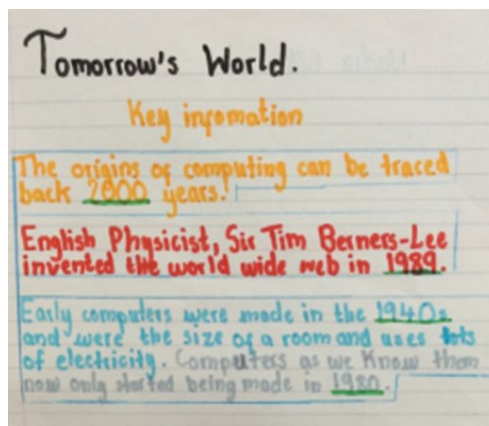 Tomorrow's World.
Key infomation
The origins of computing can be traced
back 2000 years!
English Physicist, Sir Tim Berners-Lee
invented the world wide web in 1989.
Early computers were made in the 1940s
and were the size of a room and uses lots
of electricity. Computers as we know them
now only started being made in 1980.